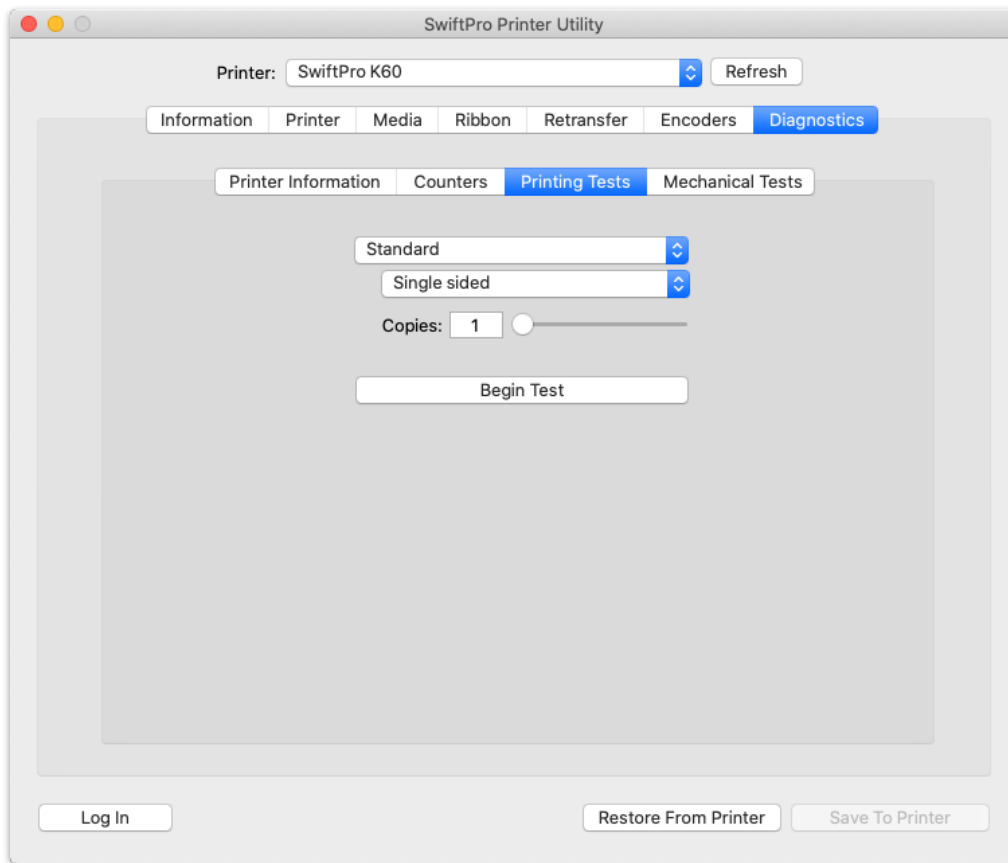 SwiftPro Printer Utility
Printer: SwiftPro K60 Refresh
Information Printer Media Ribbon Retransfer Encoders Diagnostics
Printer Information Counters Printing Tests Mechanical Tests
Standard
Single sided
Copies: 1
Begin Test
Log In Restore From Printer Save To Printer